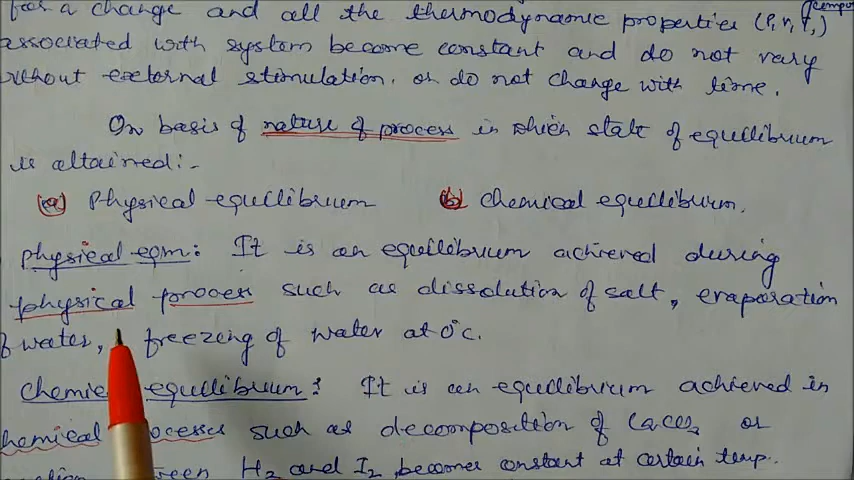 for a change and all the thermodynamic properties (P, n, T,)
associated with system become constant and do not vary
without external stimulation. or do not change with time.
On basis of nature of process in which state of equilibrium
is attained:-
(a) Physical equilibrium (b) chemical equilibrium.
physical eqm: It is an equilibrium achieved during
physical process such as dissolution of salt, evaporation
of water, freezing of water at 0°c.
chemic equilibrium: It is an equilibrium achieved in
chemical processes such as decomposition of CaCO3 or
H2 and I2 becomes constant at certain temp.